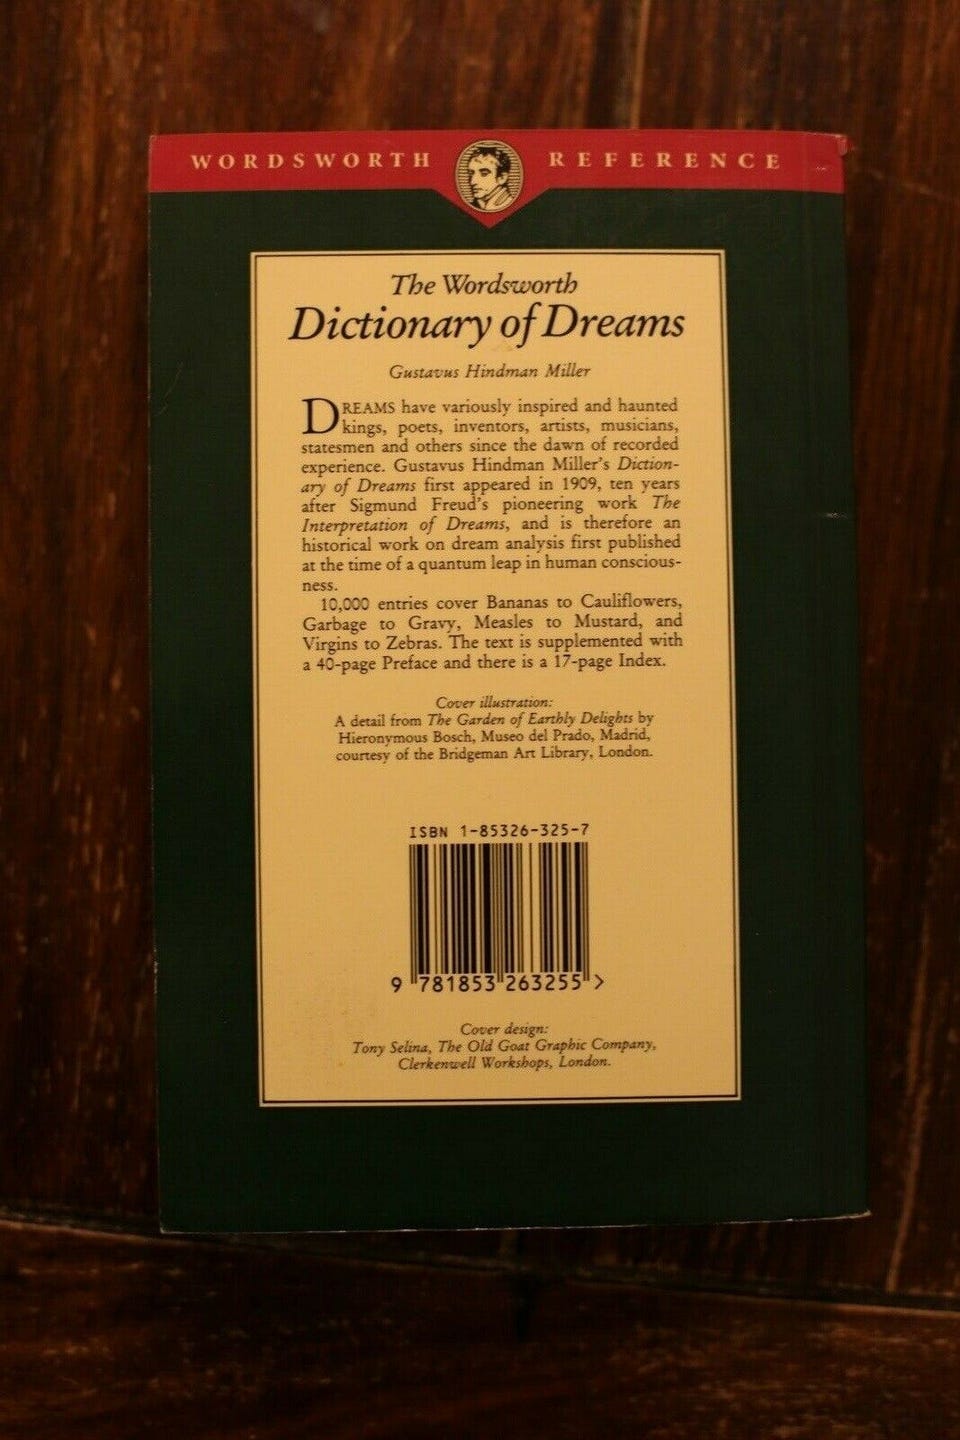 WORDSWORTH REFERENCE
The Wordsworth
Dictionary of Dreams
Gustavus Hindman Miller
DREAMS have variously inspired and haunted
kings, poets, inventors, artists, musicians,
statesmen and others since the dawn of recorded
experience. Gustavus Hindman Miller's Diction-
ary of Dreams first appeared in 1909, ten years
after Sigmund Freud's pioneering work The
Interpretation of Dreams, and is therefore an
historical work on dream analysis first published
at the time of a quantum leap in human conscious-
ness.
10,000 entries cover Bananas to Cauliflowers,
Garbage to Gravy, Measles to Mustard, and
Virgins to Zebras. The text is supplemented with
a 40-page Preface and there is a 17-page Index.
Cover illustration:
A detail from The Garden of Earthly Delights by
Hieronymous Bosch, Museo del Prado, Madrid,
courtesy of the Bridgeman Art Library, London.
ISBN 1-85326-325-7
9 781853 263255 >
Cover design:
Tony Selina, The Old Goat Graphic Company,
Clerkenwell Workshops, London.